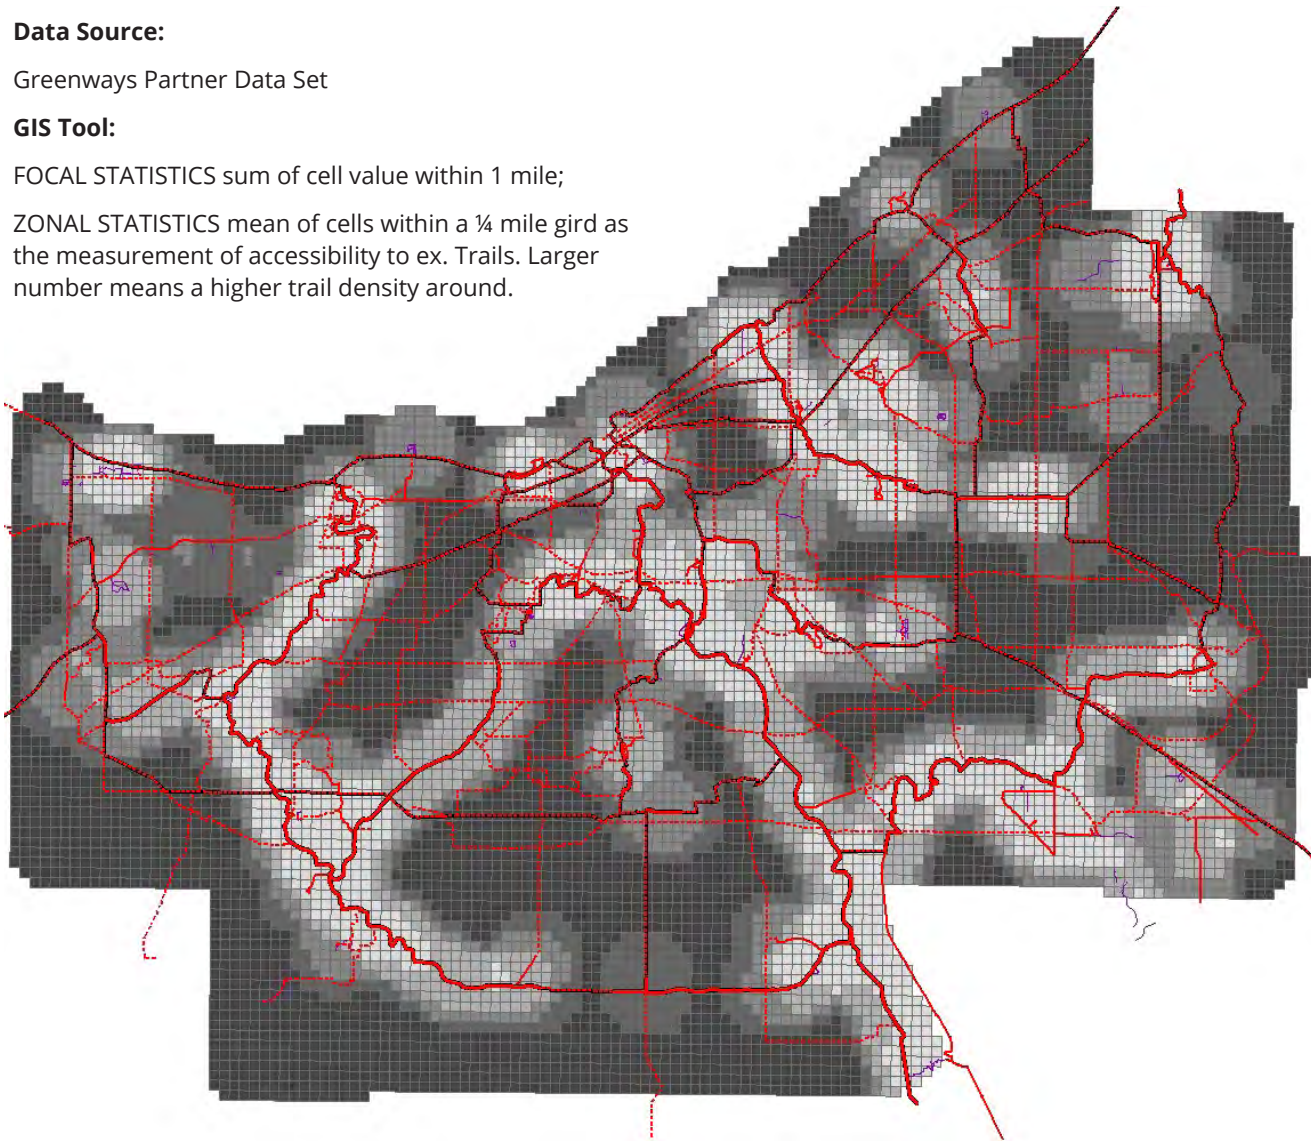 Data Source:
Greenways Partner Data Set
GIS Tool:
FOCAL STATISTICS sum of cell value within 1 mile;
ZONAL STATISTICS mean of cells within a ¼ mile gird as
the measurement of accessibility to ex. Trails. Larger
number means a higher trail density around.